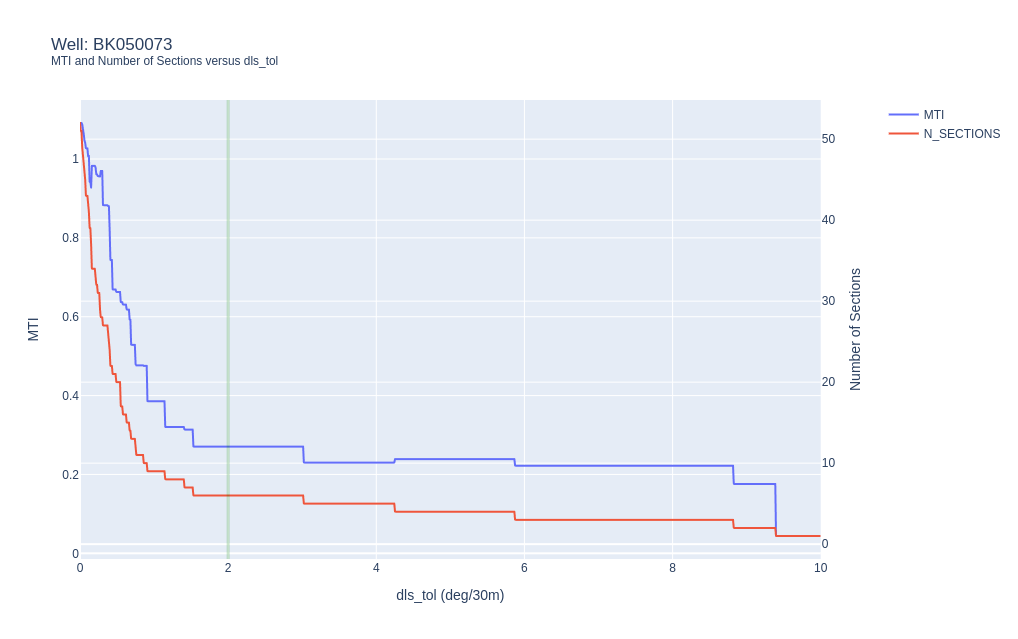 Well: BK050073
MTI and Number of Sections versus dls_tol
MTI
N_SECTIONS
1
0.8
0.6
0.4
0.2
0
MTI
50
40
30
20
10
0
Number of Sections
0 2 4 6 8 10
dls_tol (deg/30m)